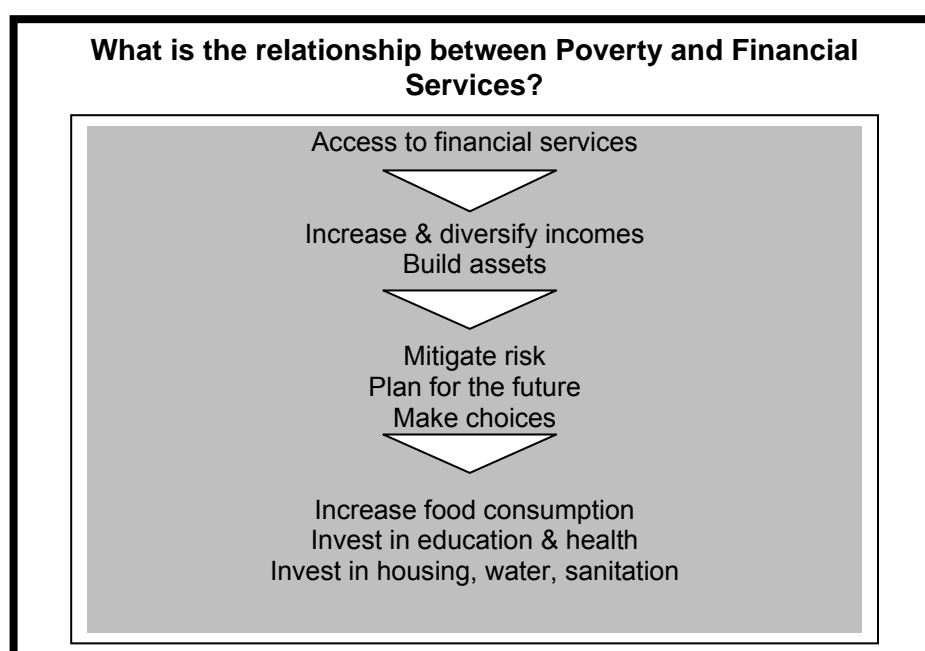 What is the relationship between Poverty and Financial
Services?
Access to financial services
Increase & diversify incomes
Build assets
Mitigate risk
Plan for the future
Make choices
Increase food consumption
Invest in education & health
Invest in housing, water, sanitation